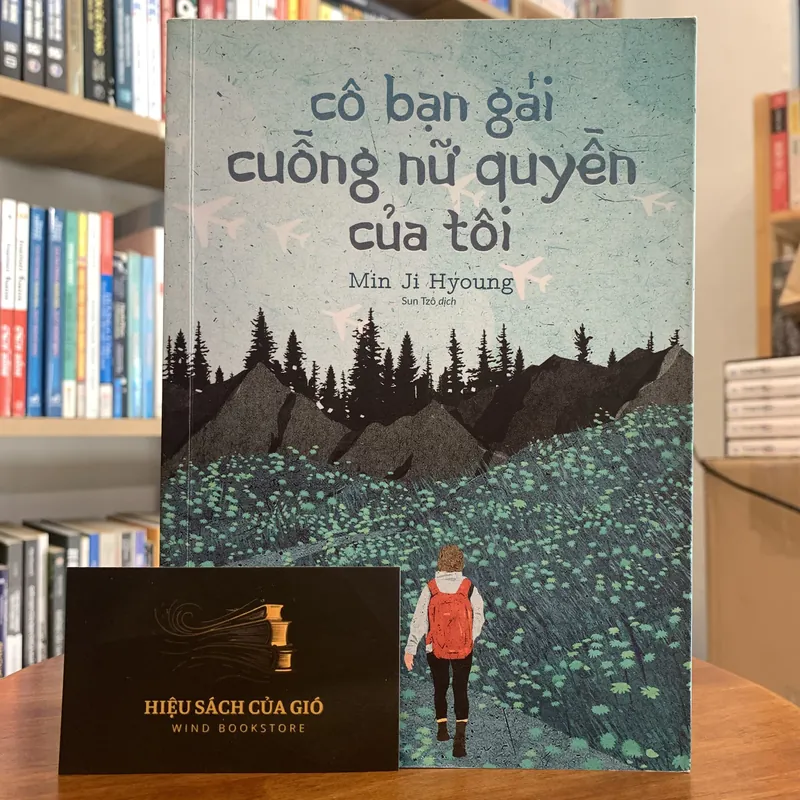 cô bạn gái
cuồng nữ quyền
của tôi
Min Ji Hyoung
Sun Tzô dịch
HIỆU SÁCH CỦA GIÓ
WIND BOOKSTORE